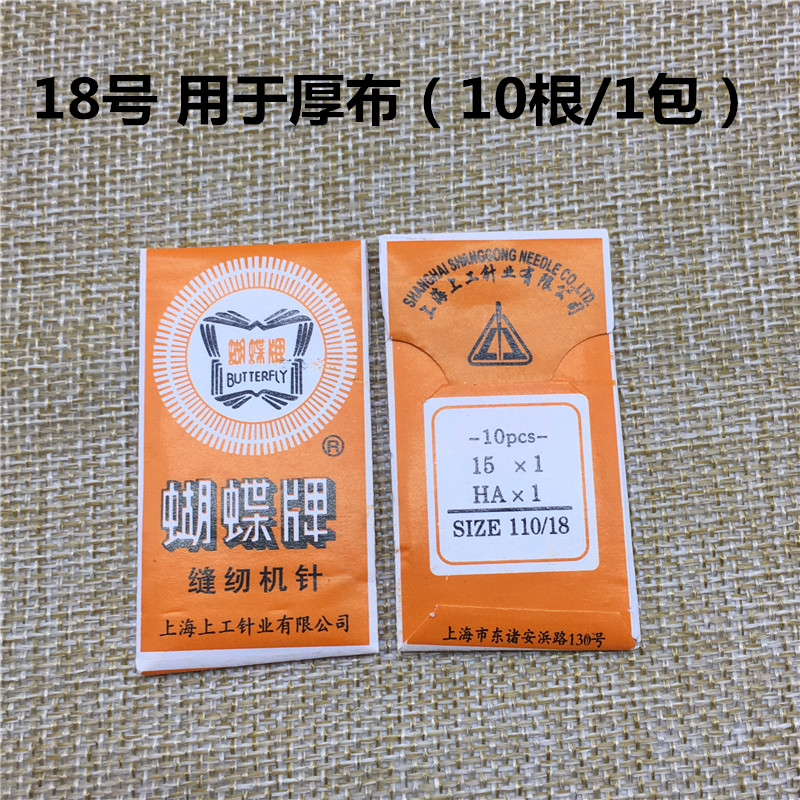 18号 用于厚布（10根/1包）
蝴蝶牌
BUTTERFLY
®
蝴蝶牌
缝纫机针
上海上工针业有限公司
SHANGHAI SHANGGONG NEEDLE CO.,LTD.
上海上工针业有限公司
-10pcs-
15 ×1
HA×1
SIZE 110/18
上海市东诸安浜路130号